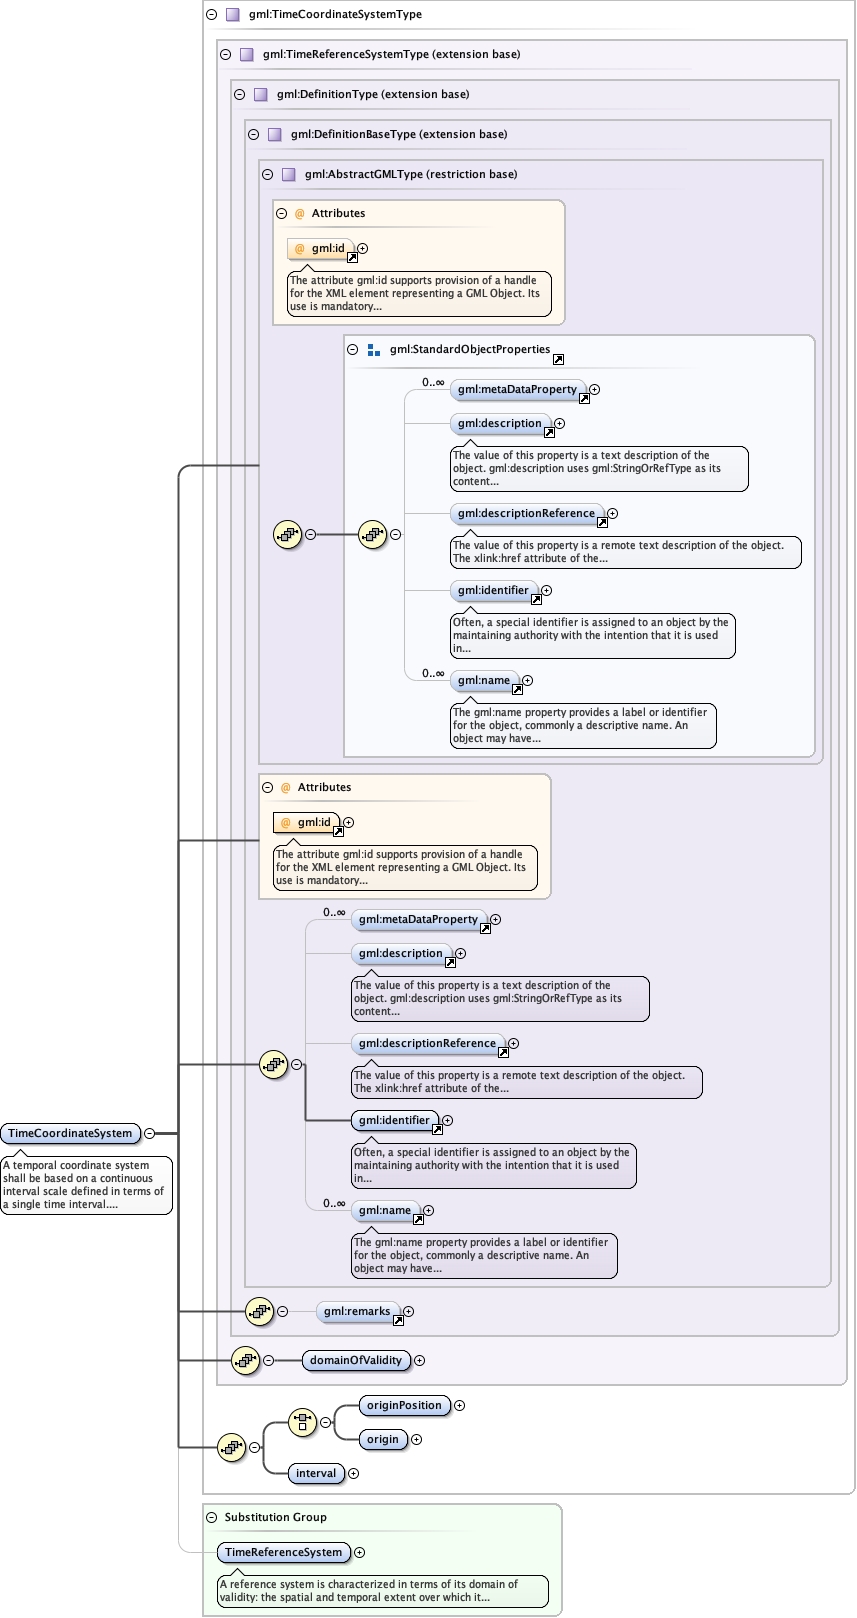 gml:TimeCoordinateSystemType
gml:TimeReferenceSystemType (extension base)
gml:DefinitionType (extension base)
gml:DefinitionBaseType (extension base)
gml:AbstractGMLType (restriction base)
@ Attributes
@ gml:id
The attribute gml:id supports provision of a handle
for the XML element representing a GML Object. Its
use is mandatory...
gml:StandardObjectProperties
0..∞
gml:metaDataProperty
gml:description
The value of this property is a text description of the
object. gml:description uses gml:StringOrRefType as its
content...
gml:descriptionReference
The value of this property is a remote text description of the object.
The xlink:href attribute of the...
gml:identifier
Often, a special identifier is assigned to an object by the
maintaining authority with the intention that it is used
in...
0..∞
gml:name
The gml:name property provides a label or identifier
for the object, commonly a descriptive name. An
object may have...
@ Attributes
@ gml:id
The attribute gml:id supports provision of a handle
for the XML element representing a GML Object. Its
use is mandatory...
0..∞
gml:metaDataProperty
gml:description
The value of this property is a text description of the
object. gml:description uses gml:StringOrRefType as its
content...
gml:descriptionReference
The value of this property is a remote text description of the object.
The xlink:href attribute of the...
gml:identifier
Often, a special identifier is assigned to an object by the
maintaining authority with the intention that it is used
in...
0..∞
gml:name
The gml:name property provides a label or identifier
for the object, commonly a descriptive name. An
object may have...
TimeCoordinateSystem
A temporal coordinate system
shall be based on a continuous
interval scale defined in terms of
a single time interval....
gml:remarks
domainOfValidity
originPosition
origin
interval
Substitution Group
TimeReferenceSystem
A reference system is characterized in terms of its domain of
validity: the spatial and temporal extent over which it...